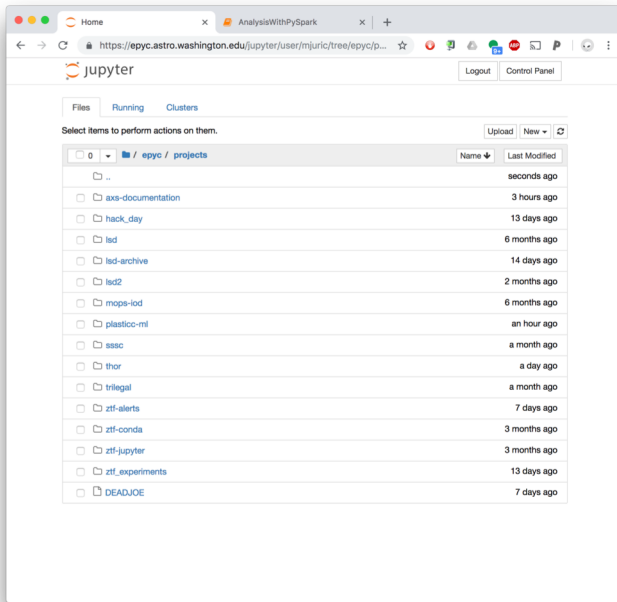 Home
AnalysisWithPySpark
https://epyc.astro.washington.edu/jupyter/user/mjuric/tree/epyc/p...
9+
ABP
P
jupyter
Logout
Control Panel
Files
Running
Clusters
Select items to perform actions on them.
Upload
New
0
/ epyc / projects
Name
Last Modified
.. seconds ago
axs-documentation 3 hours ago
hack_day 13 days ago
lsd 6 months ago
lsd-archive 14 days ago
lsd2 2 months ago
mops-iod 6 months ago
plasticc-ml an hour ago
sssc a month ago
thor a day ago
trilegal a month ago
ztf-alerts 7 days ago
ztf-conda 3 months ago
ztf-jupyter 3 months ago
ztf_experiments 13 days ago
DEADJOE 7 days ago